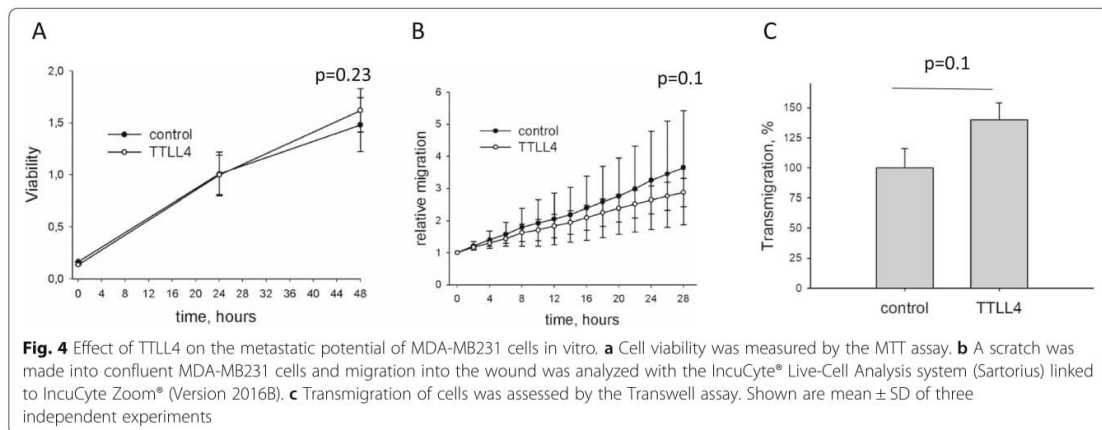 A
p=0.23
2,0
1,5
1,0
0,5
0,0
Viability
control
TTLL4
0 4 8 12 16 20 24 28 32 36 40 44 48
time, hours
B
p=0.1
6
5
4
3
2
1
0
relative migration
control
TTLL4
0 4 8 12 16 20 24 28
time, hours
C
p=0.1
150
125
100
75
50
25
0
Transmigration, %
control TTLL4
Fig. 4 Effect of TTLL4 on the metastatic potential of MDA-MB231 cells in vitro. a Cell viability was measured by the MTT assay. b A scratch was
made into confluent MDA-MB231 cells and migration into the wound was analyzed with the IncuCyte® Live-Cell Analysis system (Sartorius) linked
to IncuCyte Zoom® (Version 2016B). c Transmigration of cells was assessed by the Transwell assay. Shown are mean ± SD of three
independent experiments